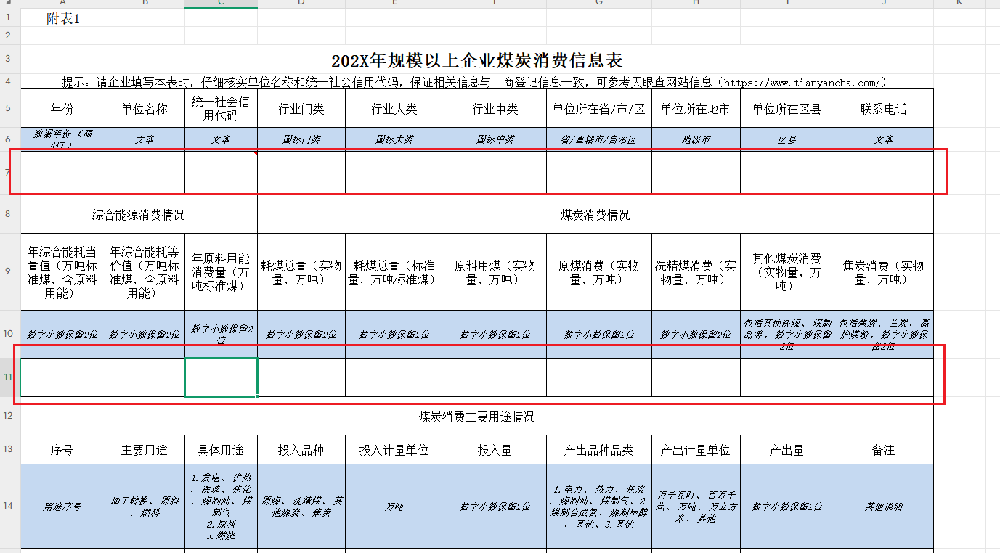 A B C D E F G H I J K
1 附表1
2
3 202X年规模以上企业煤炭消费信息表
4 提示：请企业填写本表时，仔细核实单位名称和统一社会信用代码，保证相关信息与工商登记信息一致，可参考天眼查网站信息（https://www.tianyancha.com/）
5 年份 单位名称 统一社会信用代码 行业门类 行业大类 行业中类 单位所在省/市/区 单位所在地市 单位所在区县 联系电话
6 数据年份（限4位） 文本 文本 国标门类 国标大类 国标中类 省/直辖市/自治区 地级市 区县 文本
7
8 综合能源消费情况 煤炭消费情况
9 年综合能耗当量值（万吨标准煤，含原料用能） 年综合能耗等价值（万吨标准煤，含原料用能） 年原料用能消费量（万吨标准煤） 耗煤总量（实物量，万吨） 耗煤总量（标准量，万吨标准煤） 原料用煤（实物量，万吨） 原煤消费（实物量，万吨） 洗精煤消费（实物量，万吨） 其他煤炭消费（实物量，万吨） 焦炭消费（实物量，万吨）
10 数字小数保留2位 数字小数保留2位 数字小数保留2位 数字小数保留2位 数字小数保留2位 数字小数保留2位 数字小数保留2位 数字小数保留2位 包括其他洗煤、煤制品等，数字小数保留2位 包括焦炭、兰炭、高炉煤粉，数字小数保留2位
11
12 煤炭消费主要用途情况
13 序号 主要用途 具体用途 投入品种 投入计量单位 投入量 产出品种品类 产出计量单位 产出量 备注
14 用途序号 加工转换、原料、燃料 1.发电、供热、洗选、焦化、煤制油、煤制气 2.原料 3.燃烧 原煤、洗精煤、其他煤炭、焦炭 万吨 数字小数保留2位 1.电力、热力、焦炭、煤制油、煤制气、2.煤制合成氨、煤制甲醇、其他、3.其他 万千瓦时、百万千焦、万吨、万立方米、其他 数字小数保留2位 其他说明